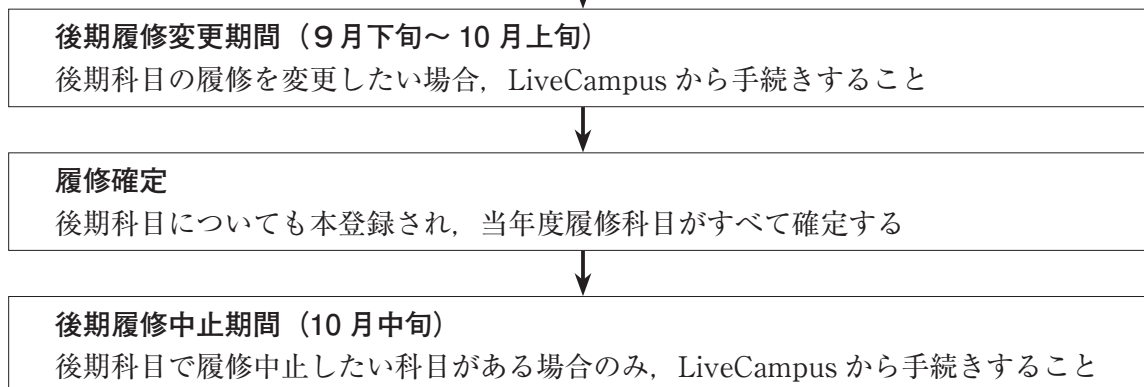 後期履修変更期間（９月下旬～ 10 月上旬）
後期科目の履修を変更したい場合，LiveCampus から手続きすること
履修確定
後期科目についても本登録され，当年度履修科目がすべて確定する
後期履修中止期間（10 月中旬）
後期科目で履修中止したい科目がある場合のみ，LiveCampus から手続きすること